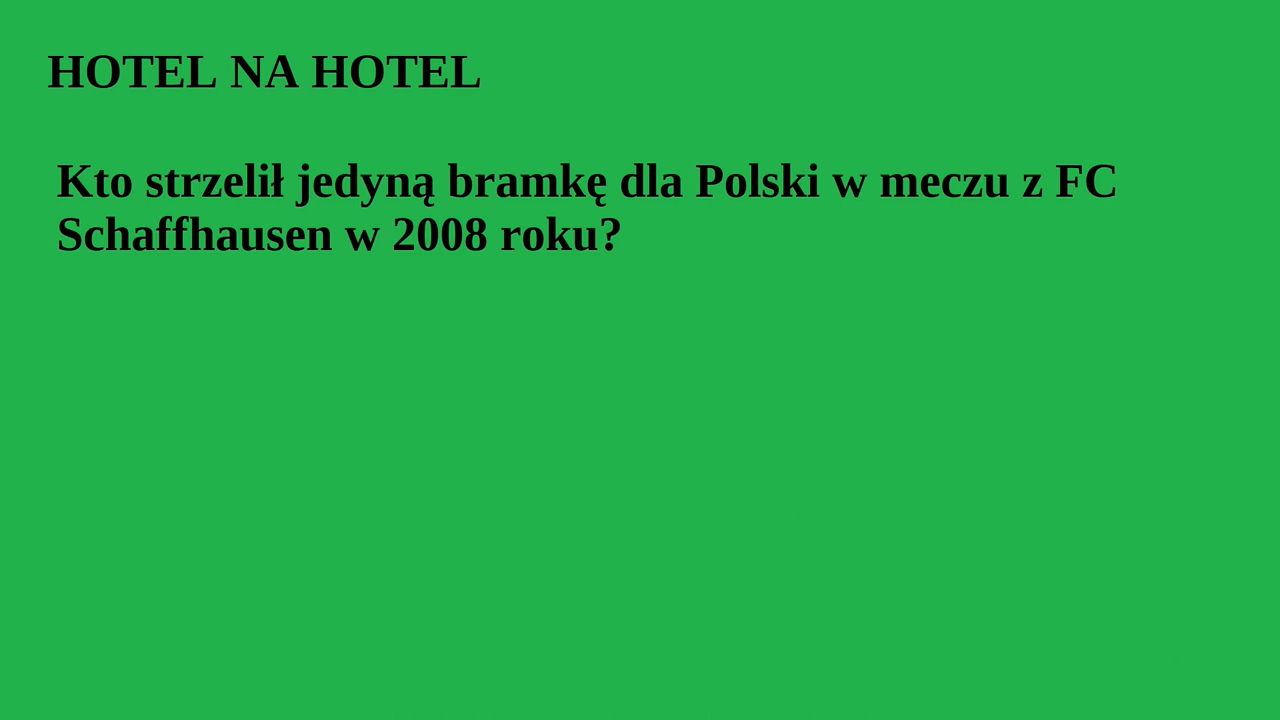 HOTEL NA HOTEL
Kto strzelił jedyną bramkę dla Polski w meczu z FC
Schaffhausen w 2008 roku?